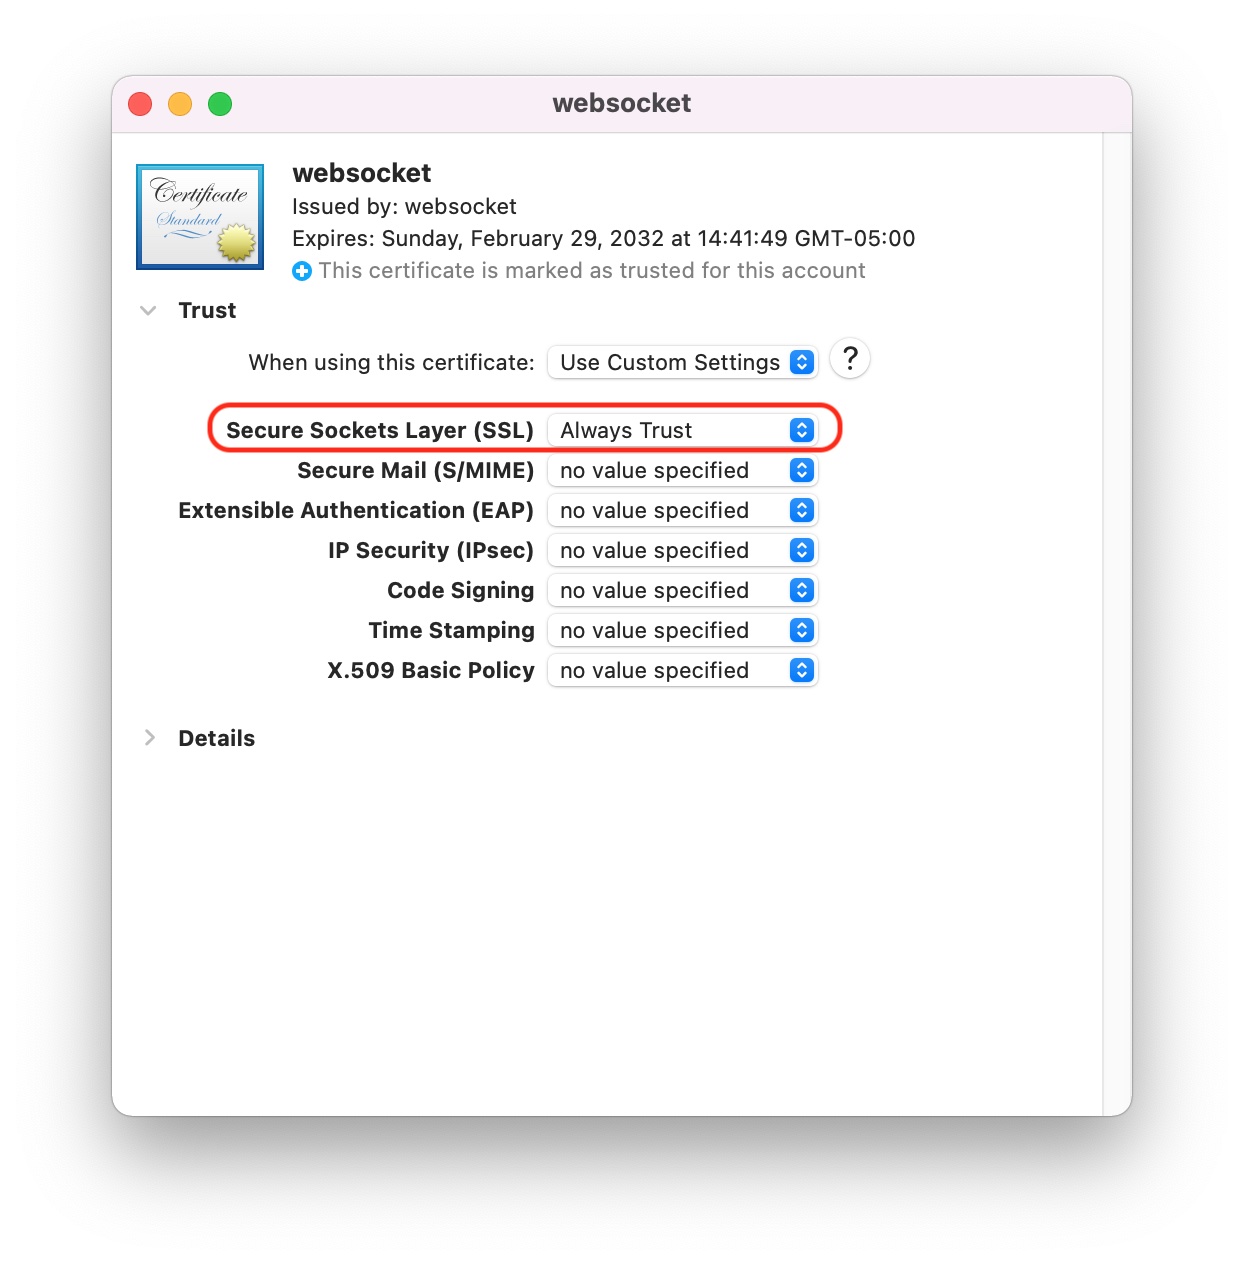 websocket
Certificate
Standard
websocket
Issued by: websocket
Expires: Sunday, February 29, 2032 at 14:41:49 GMT-05:00
This certificate is marked as trusted for this account
Trust
When using this certificate: Use Custom Settings ?
Secure Sockets Layer (SSL) Always Trust
Secure Mail (S/MIME) no value specified
Extensible Authentication (EAP) no value specified
IP Security (IPsec) no value specified
Code Signing no value specified
Time Stamping no value specified
X.509 Basic Policy no value specified
Details